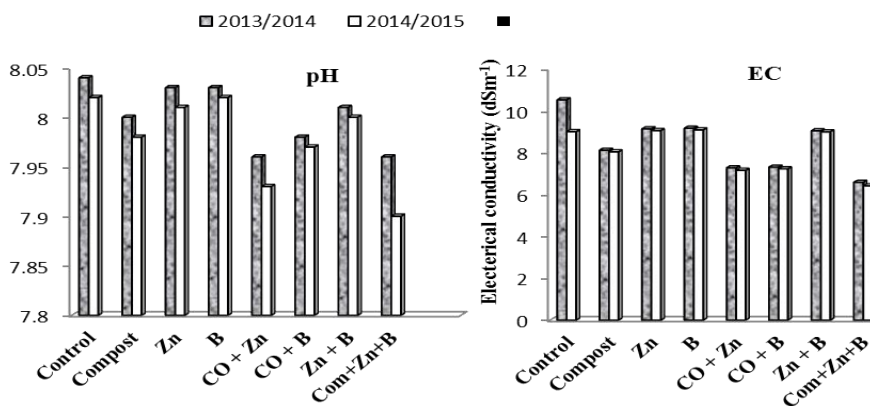 2013/2014 2014/2015
pH
8.05
8
7.95
7.9
7.85
7.8
Control
Compost
Zn
B
CO + Zn
CO + B
Zn + B
Com+Zn+B
EC
Electerical conductivity (dSm⁻¹)
12
10
8
6
4
2
0
Control
Compost
Zn
B
CO + Zn
CO + B
Zn + B
Com+Zn+B